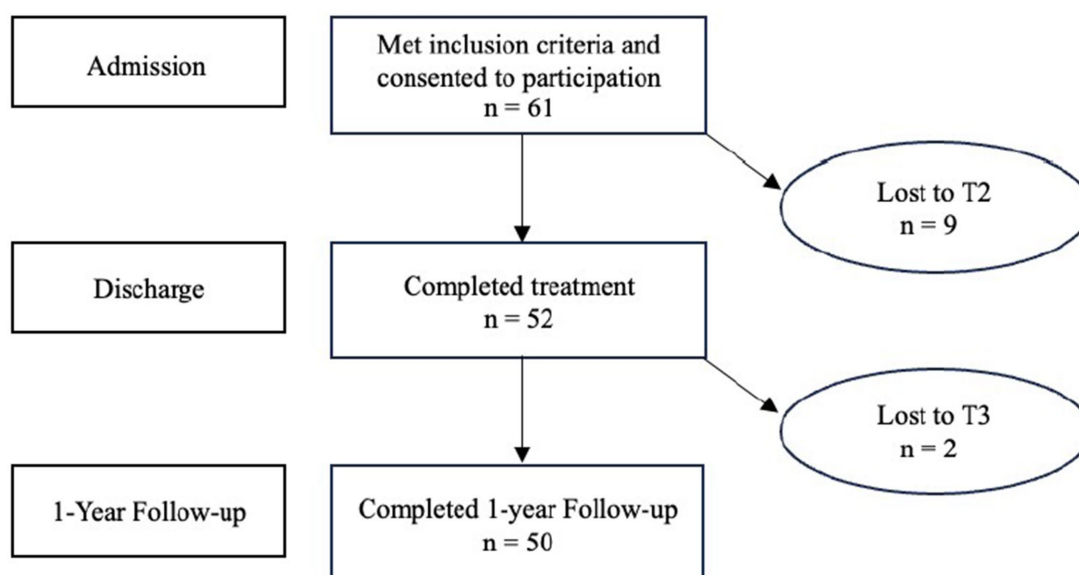 Admission
Met inclusion criteria and
consented to participation
n = 61
Lost to T2
n = 9
Discharge
Completed treatment
n = 52
Lost to T3
n = 2
1-Year Follow-up
Completed 1-year Follow-up
n = 50